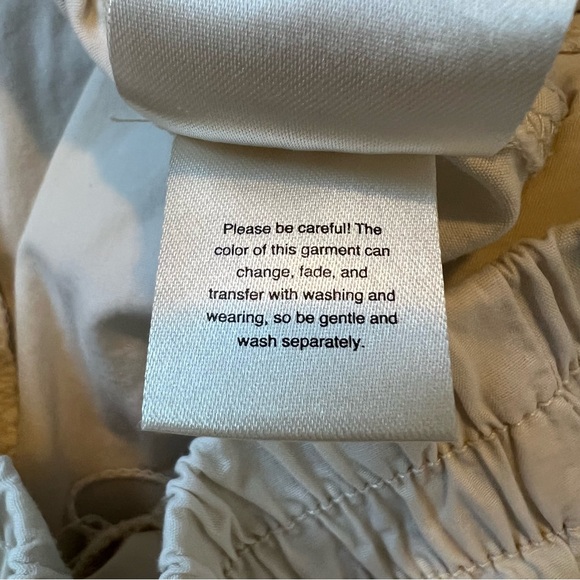 Please be careful! The
color of this garment can
change, fade, and
transfer with washing and
wearing, so be gentle and
wash separately.